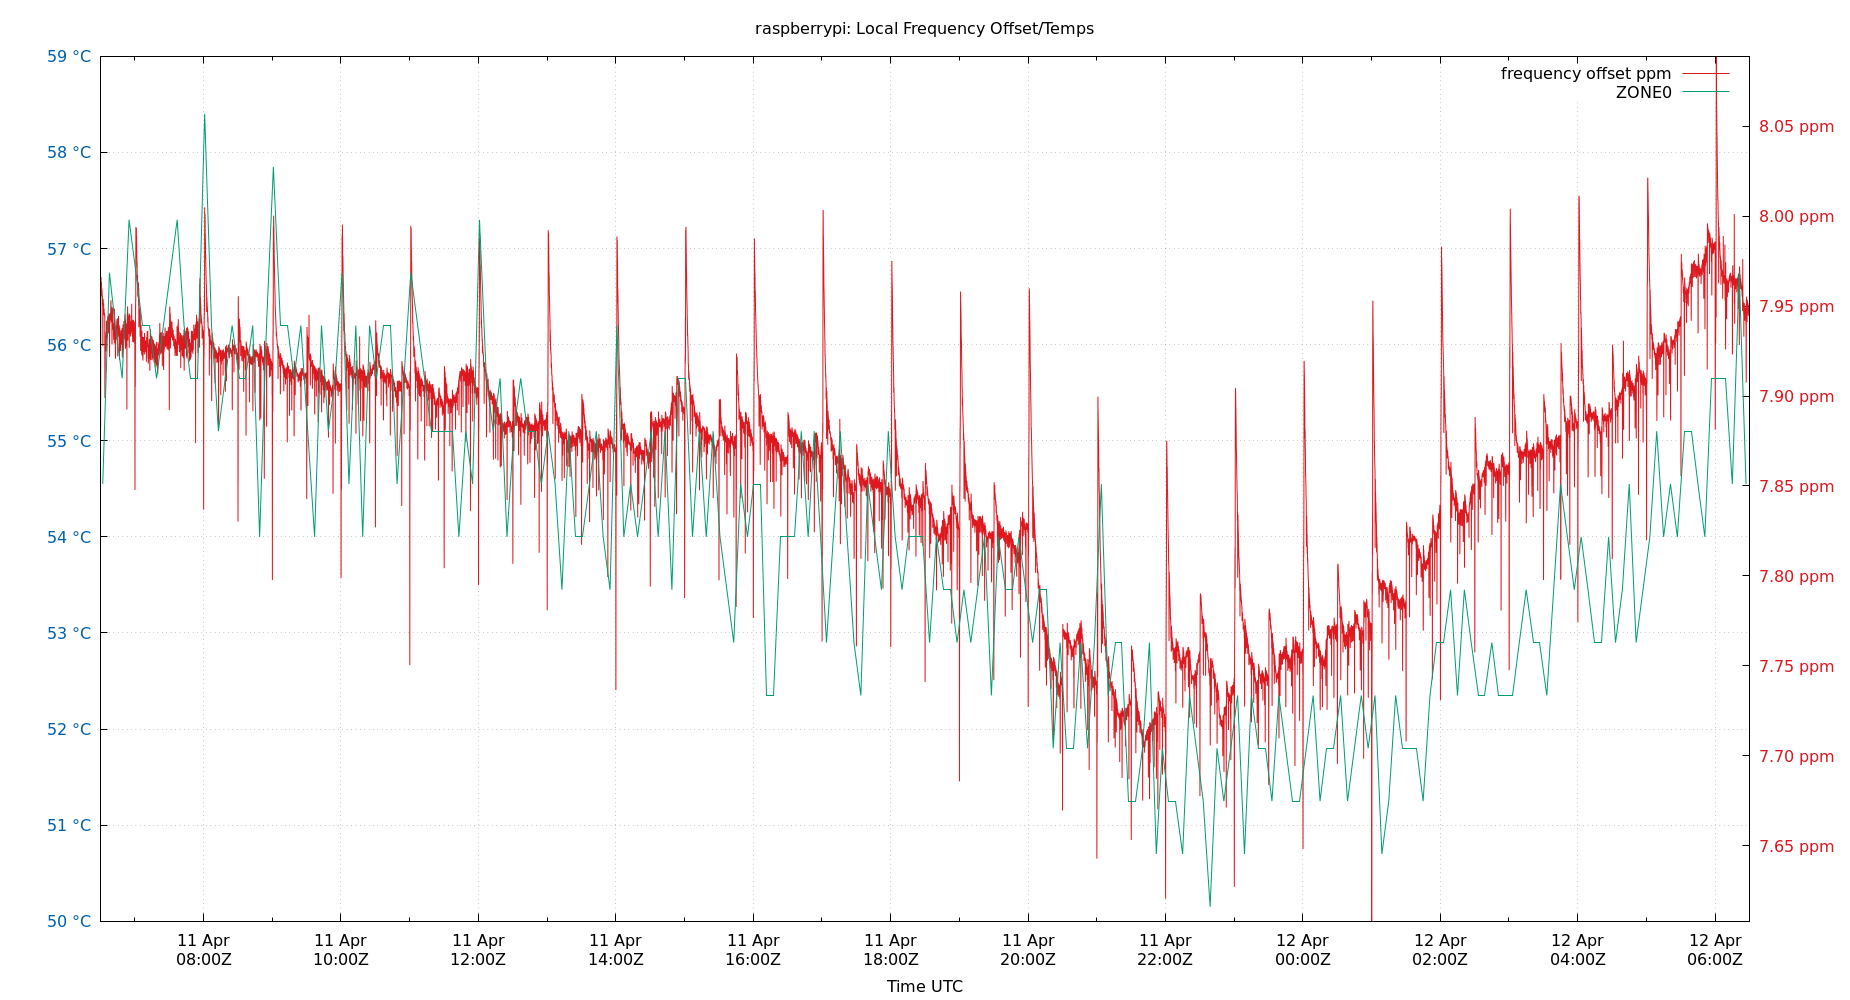 raspberrypi: Local Frequency Offset/Temps
frequency offset ppm
ZONE0
59 °C
58 °C
57 °C
56 °C
55 °C
54 °C
53 °C
52 °C
51 °C
50 °C
8.05 ppm
8.00 ppm
7.95 ppm
7.90 ppm
7.85 ppm
7.80 ppm
7.75 ppm
7.70 ppm
7.65 ppm
11 Apr
08:00Z
11 Apr
10:00Z
11 Apr
12:00Z
11 Apr
14:00Z
11 Apr
16:00Z
11 Apr
18:00Z
11 Apr
20:00Z
11 Apr
22:00Z
12 Apr
00:00Z
12 Apr
02:00Z
12 Apr
04:00Z
12 Apr
06:00Z
Time UTC